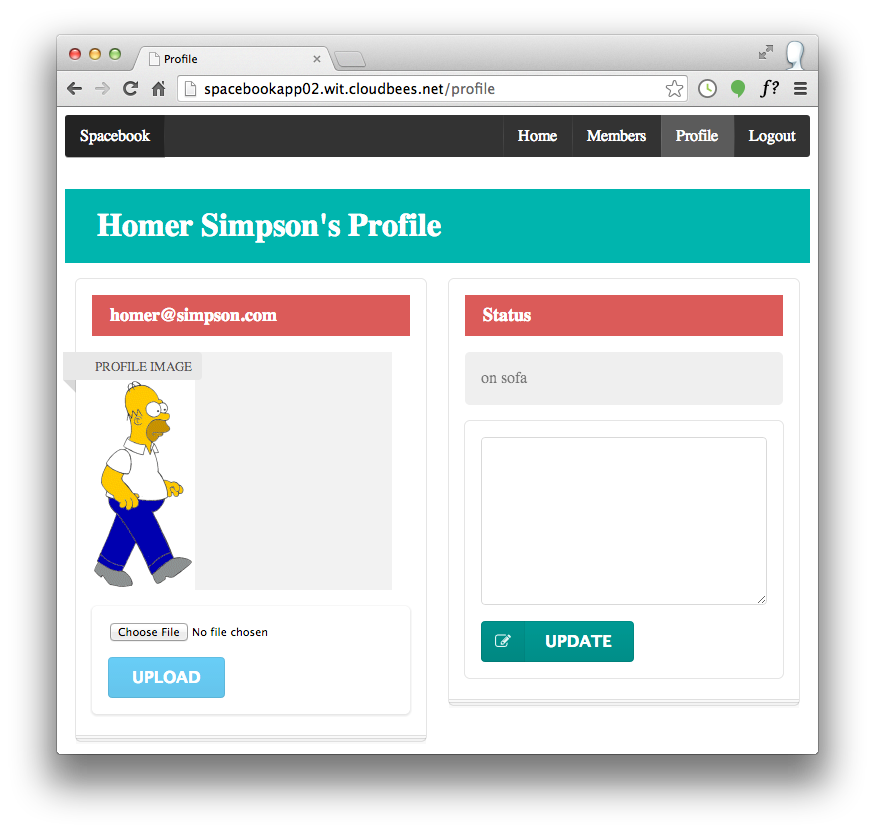 Profile
spacebookapp02.wit.cloudbees.net/profile
f?
Spacebook Home Members Profile Logout
Homer Simpson's Profile
homer@simpson.com
PROFILE IMAGE
Choose File No file chosen
UPLOAD
Status
on sofa
UPDATE